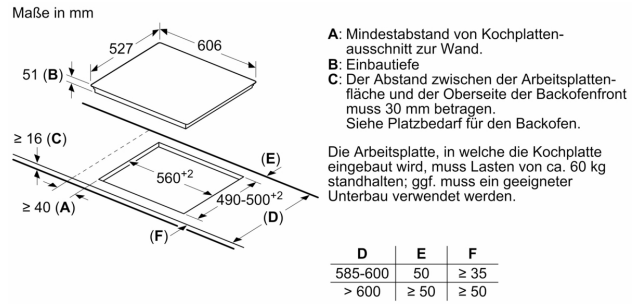 Maße in mm
527
606
51 (B)
≥ 16 (C)
(E)
560+2
490-500+2
≥ 40 (A)
(D)
(F)
A: Mindestabstand von Kochplatten-
ausschnitt zur Wand.
B: Einbautiefe
C: Der Abstand zwischen der Arbeitsplatten-
fläche und der Oberseite der Backofenfront
muss 30 mm betragen.
Siehe Platzbedarf für den Backofen.
Die Arbeitsplatte, in welche die Kochplatte
eingebaut wird, muss Lasten von ca. 60 kg
standhalten; ggf. muss ein geeigneter
Unterbau verwendet werden.
D E F
585-600 50 ≥ 35
> 600 ≥ 50 ≥ 50